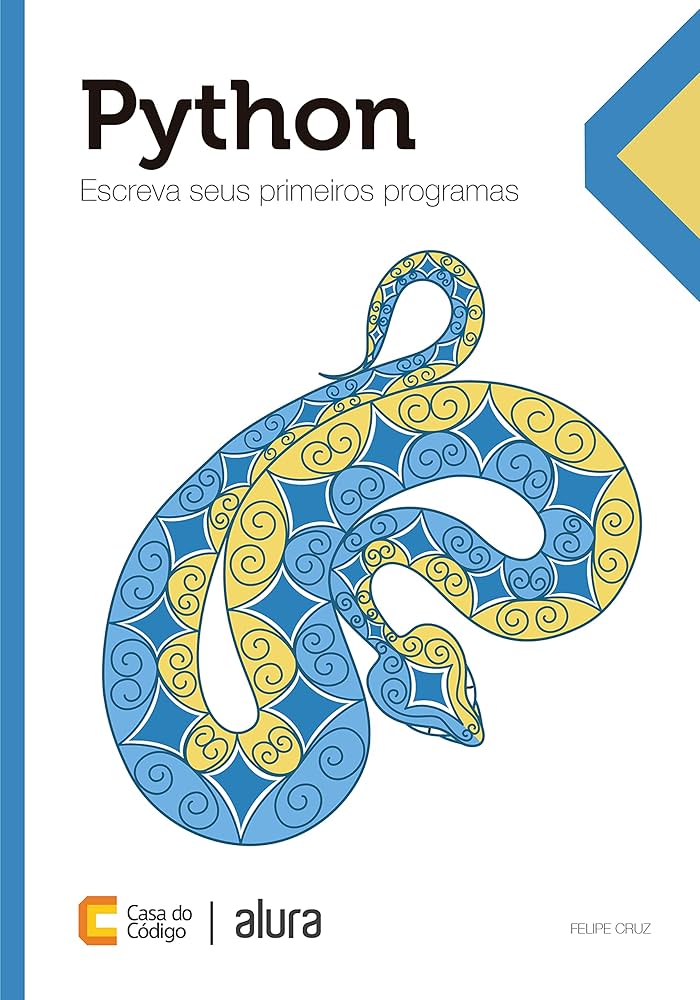 Python
Escreva seus primeiros programas
Casa do
Código
alura
FELIPE CRUZ